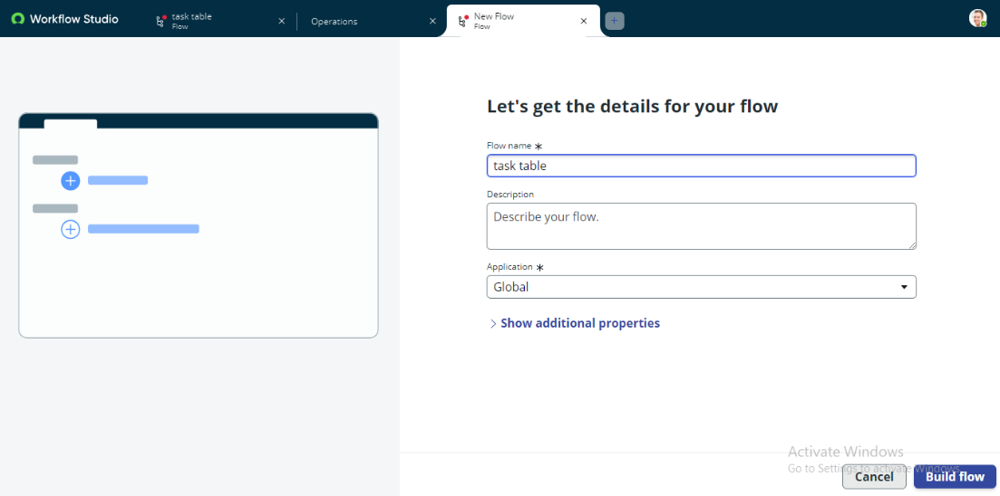 Workflow Studio
task table
Flow
Operations
New Flow
Flow
Let's get the details for your flow
Flow name *
task table
Description
Describe your flow.
Application *
Global
Show additional properties
Activate Windows
Go to Settings to activate Windows.
Cancel
Build flow